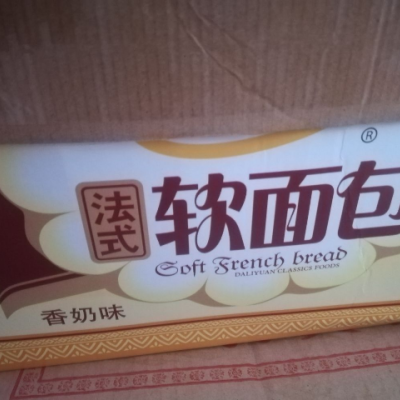 ®
法式
软面包
Soft French bread
DALIYUAN CLASSICS FOODS
香奶味